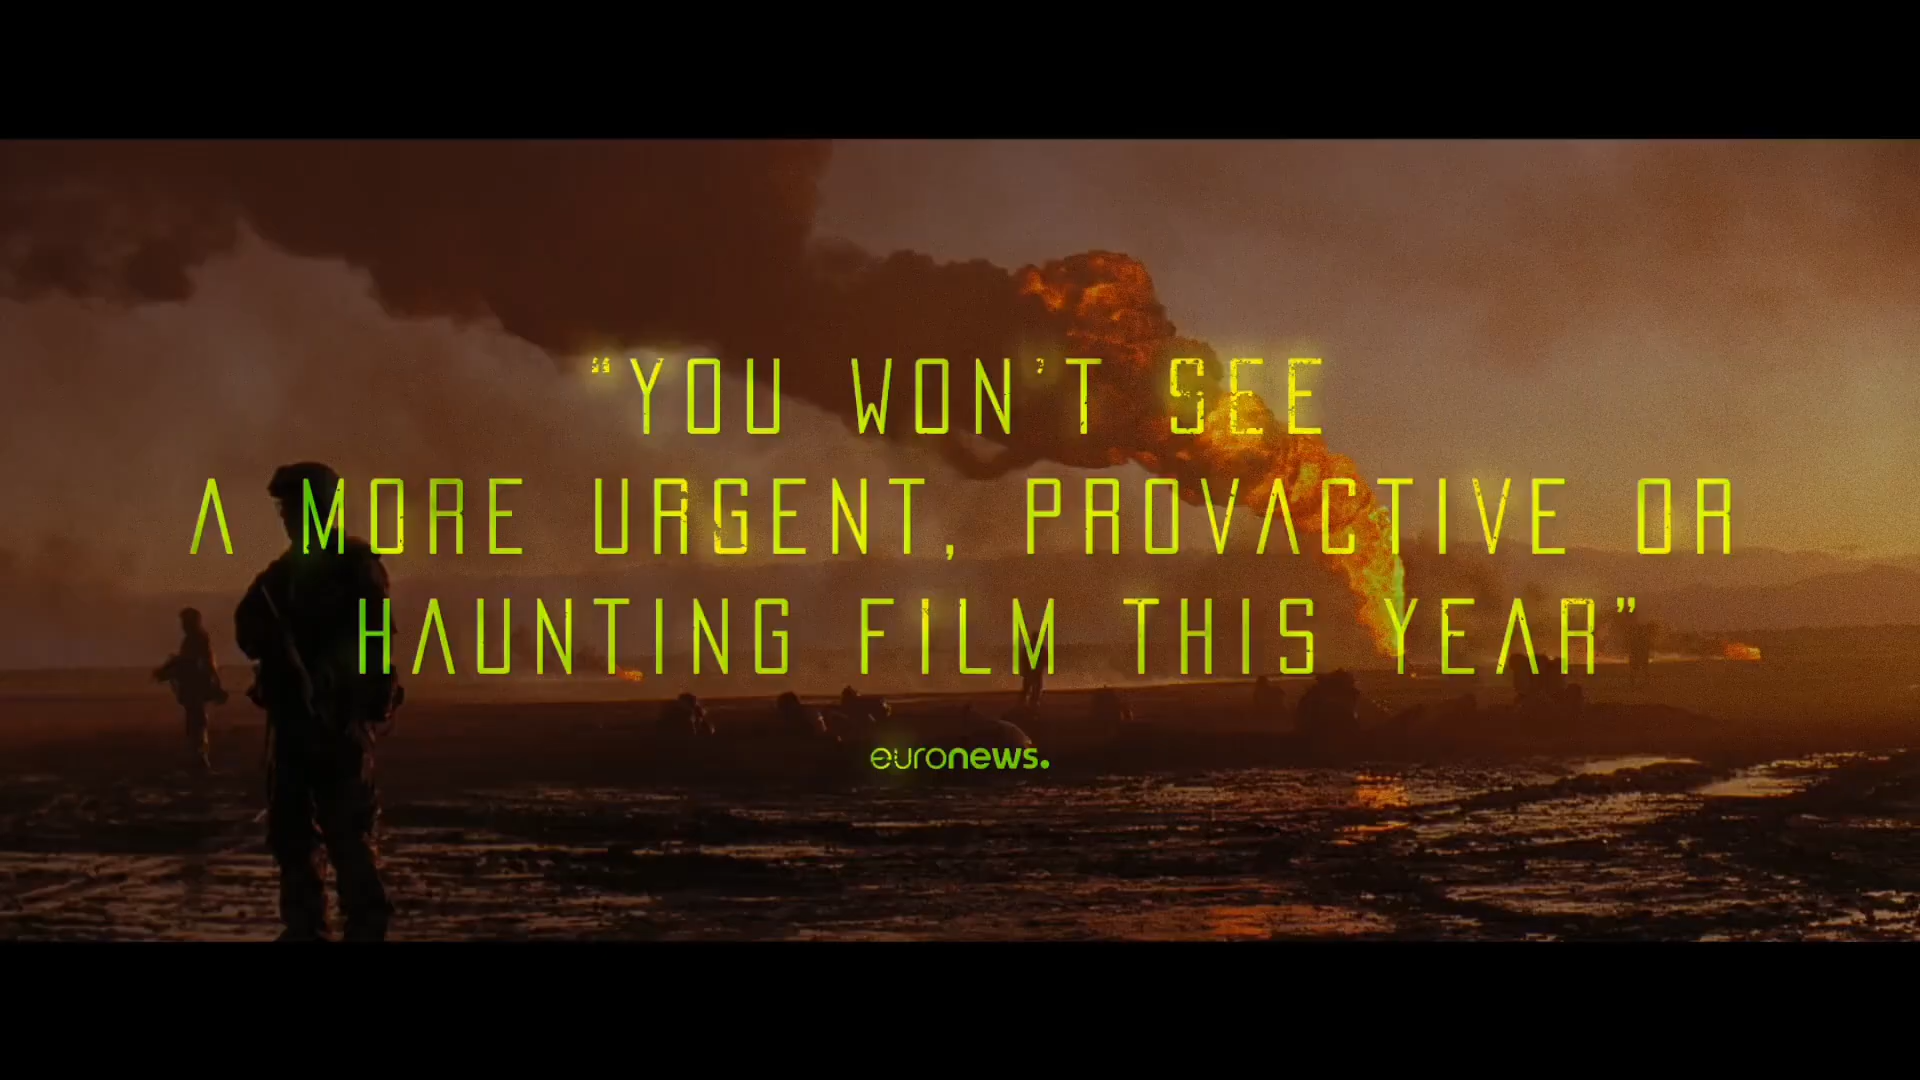 “YOU WON’T SEE
A MORE URGENT, PROVACTIVE OR
HAUNTING FILM THIS YEAR”
euronews.